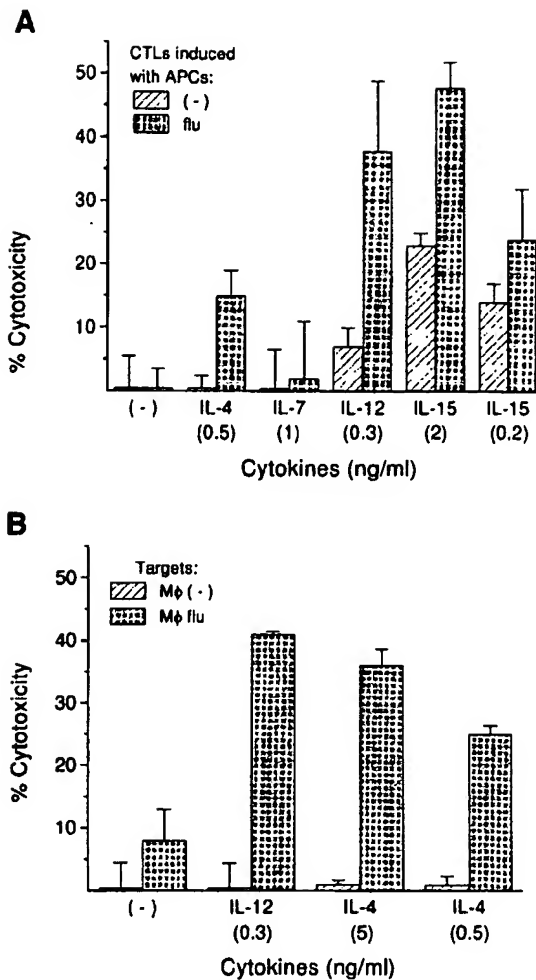 A
CTLs induced
with APCs:
(-)
flu
50
40
30
20
10
% Cytotoxicity
(-) IL-4 IL-7 IL-12 IL-15 IL-15
(0.5) (1) (0.3) (2) (0.2)
Cytokines (ng/ml)
B
Targets:
Mϕ (-)
Mϕ flu
50
40
30
20
10
% Cytotoxicity
(-) IL-12 IL-4 IL-4
(0.3) (5) (0.5)
Cytokines (ng/ml)